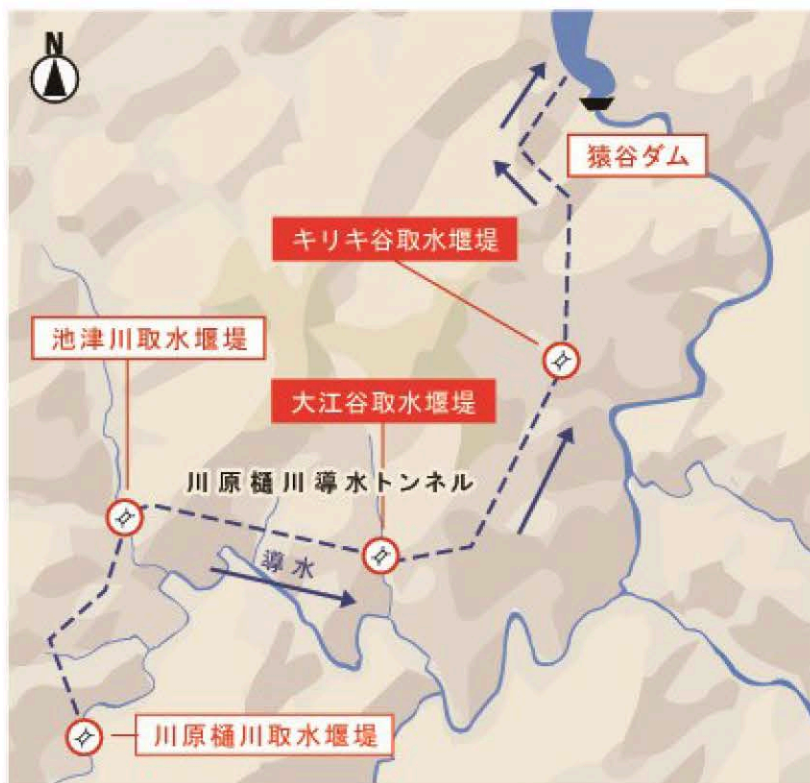 N
猿谷ダム
キリキ谷取水堰堤
池津川取水堰堤
大江谷取水堰堤
川原樋川導水トンネル
導水
川原樋川取水堰堤